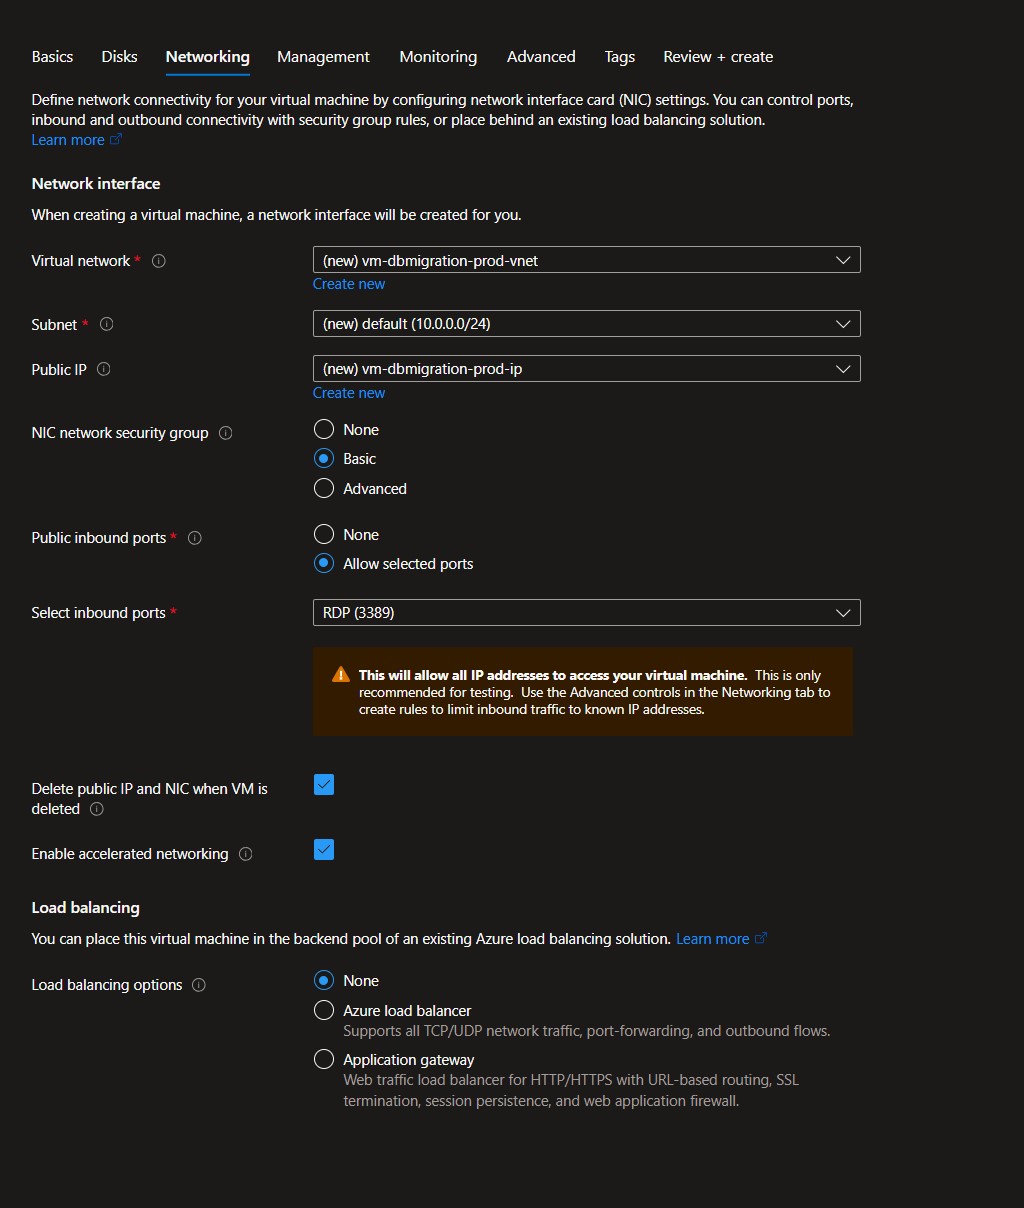 Basics Disks Networking Management Monitoring Advanced Tags Review + create
Define network connectivity for your virtual machine by configuring network interface card (NIC) settings. You can control ports,
inbound and outbound connectivity with security group rules, or place behind an existing load balancing solution.
Learn more
Network interface
When creating a virtual machine, a network interface will be created for you.
Virtual network *
(new) vm-dbmigration-prod-vnet
Create new
Subnet *
(new) default (10.0.0.0/24)
Public IP
(new) vm-dbmigration-prod-ip
Create new
NIC network security group
None
Basic
Advanced
Public inbound ports *
None
Allow selected ports
Select inbound ports *
RDP (3389)
This will allow all IP addresses to access your virtual machine. This is only
recommended for testing. Use the Advanced controls in the Networking tab to
create rules to limit inbound traffic to known IP addresses.
Delete public IP and NIC when VM is
deleted
Enable accelerated networking
Load balancing
You can place this virtual machine in the backend pool of an existing Azure load balancing solution. Learn more
Load balancing options
None
Azure load balancer
Supports all TCP/UDP network traffic, port-forwarding, and outbound flows.
Application gateway
Web traffic load balancer for HTTP/HTTPS with URL-based routing, SSL
termination, session persistence, and web application firewall.